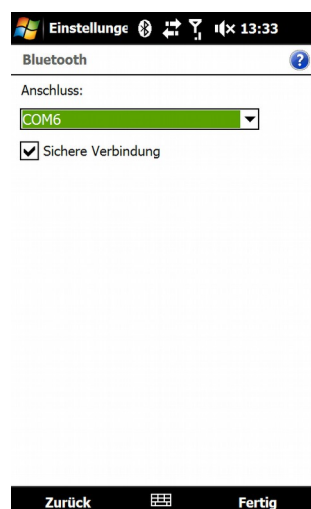 Einstellunge 13:33
Bluetooth
Anschluss:
COM6
Sichere Verbindung
Zurück Fertig